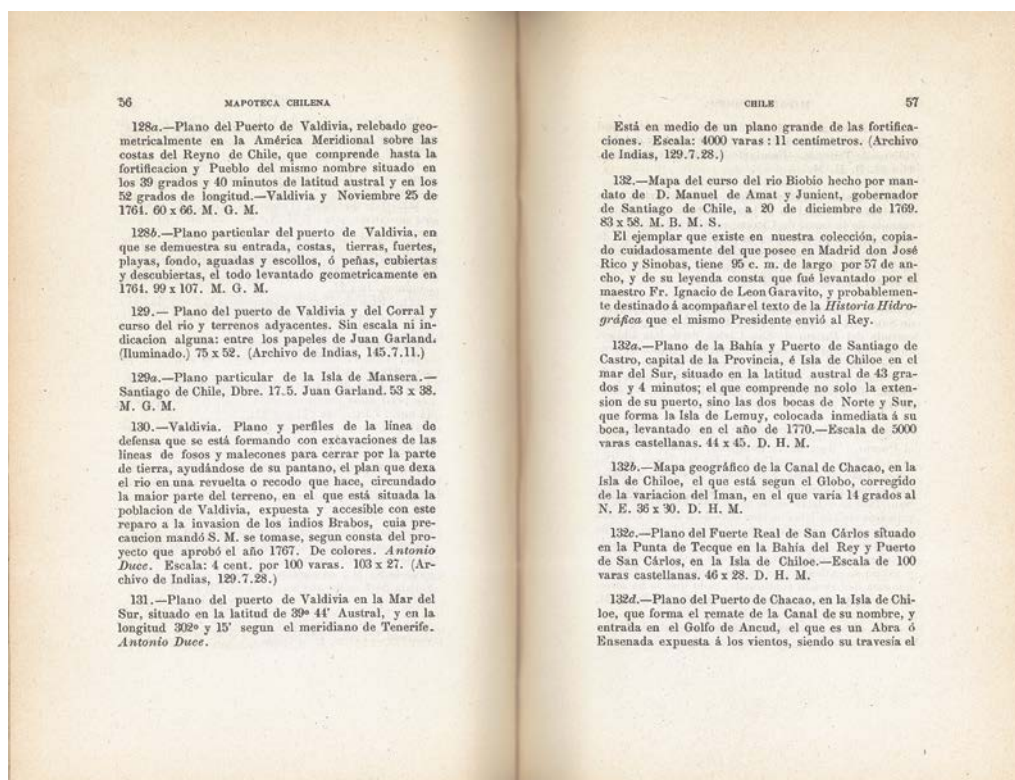 56 MAPOTECA CHILENA
128a.—Plano del Puerto de Valdivia, relebado geo-
metricalmente en la América Meridional sobre las
costas del Reyno de Chile, que comprende hasta la
fortificacion y Pueblo del mismo nombre situado en
los 39 grados y 40 minutos de latitud austral y en los
52 grados de longitud.—Valdivia y Noviembre 25 de
1764. 60 x 66. M. G. M.
128b.—Plano particular del puerto de Valdivia, en
que se demuestra su entrada, costas, tierras, fuertes,
playas, fondo, aguadas y escollos, ó peñas, cubiertas
y descubiertas, el todo levantado geometricamente en
1764. 99 x 107. M. G. M.
129.— Plano del puerto de Valdivia y del Corral y
curso del rio y terrenos adyacentes. Sin escala ni in-
dicacion alguna: entre los papeles de Juan Garland.
(Iluminado.) 75 x 52. (Archivo de Indias, 145.7.11.)
129a.—Plano particular de la Isla de Mansera.—
Santiago de Chile, Dbre. 17.5. Juan Garland. 53 x 38.
M. G. M.
130.—Valdivia. Plano y perfiles de la línea de
defensa que se está formando con excavaciones de las
lineas de fosos y malecones para cerrar por la parte
de tierra, ayudándose de su pantano, el plan que dexa
el rio en una revuelta o recodo que hace, circundado
la maior parte del terreno, en el que está situada la
poblacion de Valdivia, expuesta y accesible con este
reparo a la invasion de los indios Brabos, cuia pre-
caucion mandó S. M. se tomase, segun consta del pro-
yecto que aprobó el año 1767. De colores. Antonio
Duce. Escala: 4 cent. por 100 varas. 103 x 27. (Ar-
chivo de Indias, 129.7.28.)
131.—Plano del puerto de Valdivia en la Mar del
Sur, situado en la latitud de 39º 44' Austral, y en la
longitud 302º y 15' segun el meridiano de Tenerife.
Antonio Duce.
CHILE 57
Está en medio de un plano grande de las fortifica-
ciones. Escala: 4000 varas : 11 centímetros. (Archivo
de Indias, 129.7.28.)
132.—Mapa del curso del rio Biobio hecho por man-
dato de D. Manuel de Amat y Junient, gobernador
de Santiago de Chile, a 20 de diciembre de 1769.
83 x 58. M. B. M. S.
El ejemplar que existe en nuestra colección, copia-
do cuidadosamente del que posee en Madrid don José
Rico y Sinobas, tiene 95 c. m. de largo por 57 de an-
cho, y de su leyenda consta que fué levantado por el
maestro Fr. Ignacio de Leon Garavito, y probablemen-
te destinado á acompañar el texto de la Historia Hidro-
gráfica que el mismo Presidente envió al Rey.
132a.—Plano de la Bahía y Puerto de Santiago de
Castro, capital de la Provincia, é Isla de Chiloe en el
mar del Sur, situado en la latitud austral de 43 gra-
dos y 4 minutos; el que comprende no solo la exten-
sion de su puerto, sino las dos bocas de Norte y Sur,
que forma la Isla de Lemuy, colocada inmediata á su
boca, levantado en el año de 1770.—Escala de 5000
varas castellanas. 44 x 45. D. H. M.
132b.—Mapa geográfico de la Canal de Chacao, en la
Isla de Chiloe, el que está segun el Globo, corregido
de la variacion del Iman, en el que varía 14 grados al
N. E. 36 x 30. D. H. M.
132c.—Plano del Fuerte Real de San Cárlos situado
en la Punta de Tecque en la Bahía del Rey y Puerto
de San Cárlos, en la Isla de Chiloe.—Escala de 100
varas castellanas. 46 x 28. D. H. M.
132d.—Plano del Puerto de Chacao, en la Isla de Chi-
loe, que forma el remate de la Canal de su nombre, y
entrada en el Golfo de Ancud, el que es un Abra ó
Ensenada expuesta á los vientos, siendo su travesía el